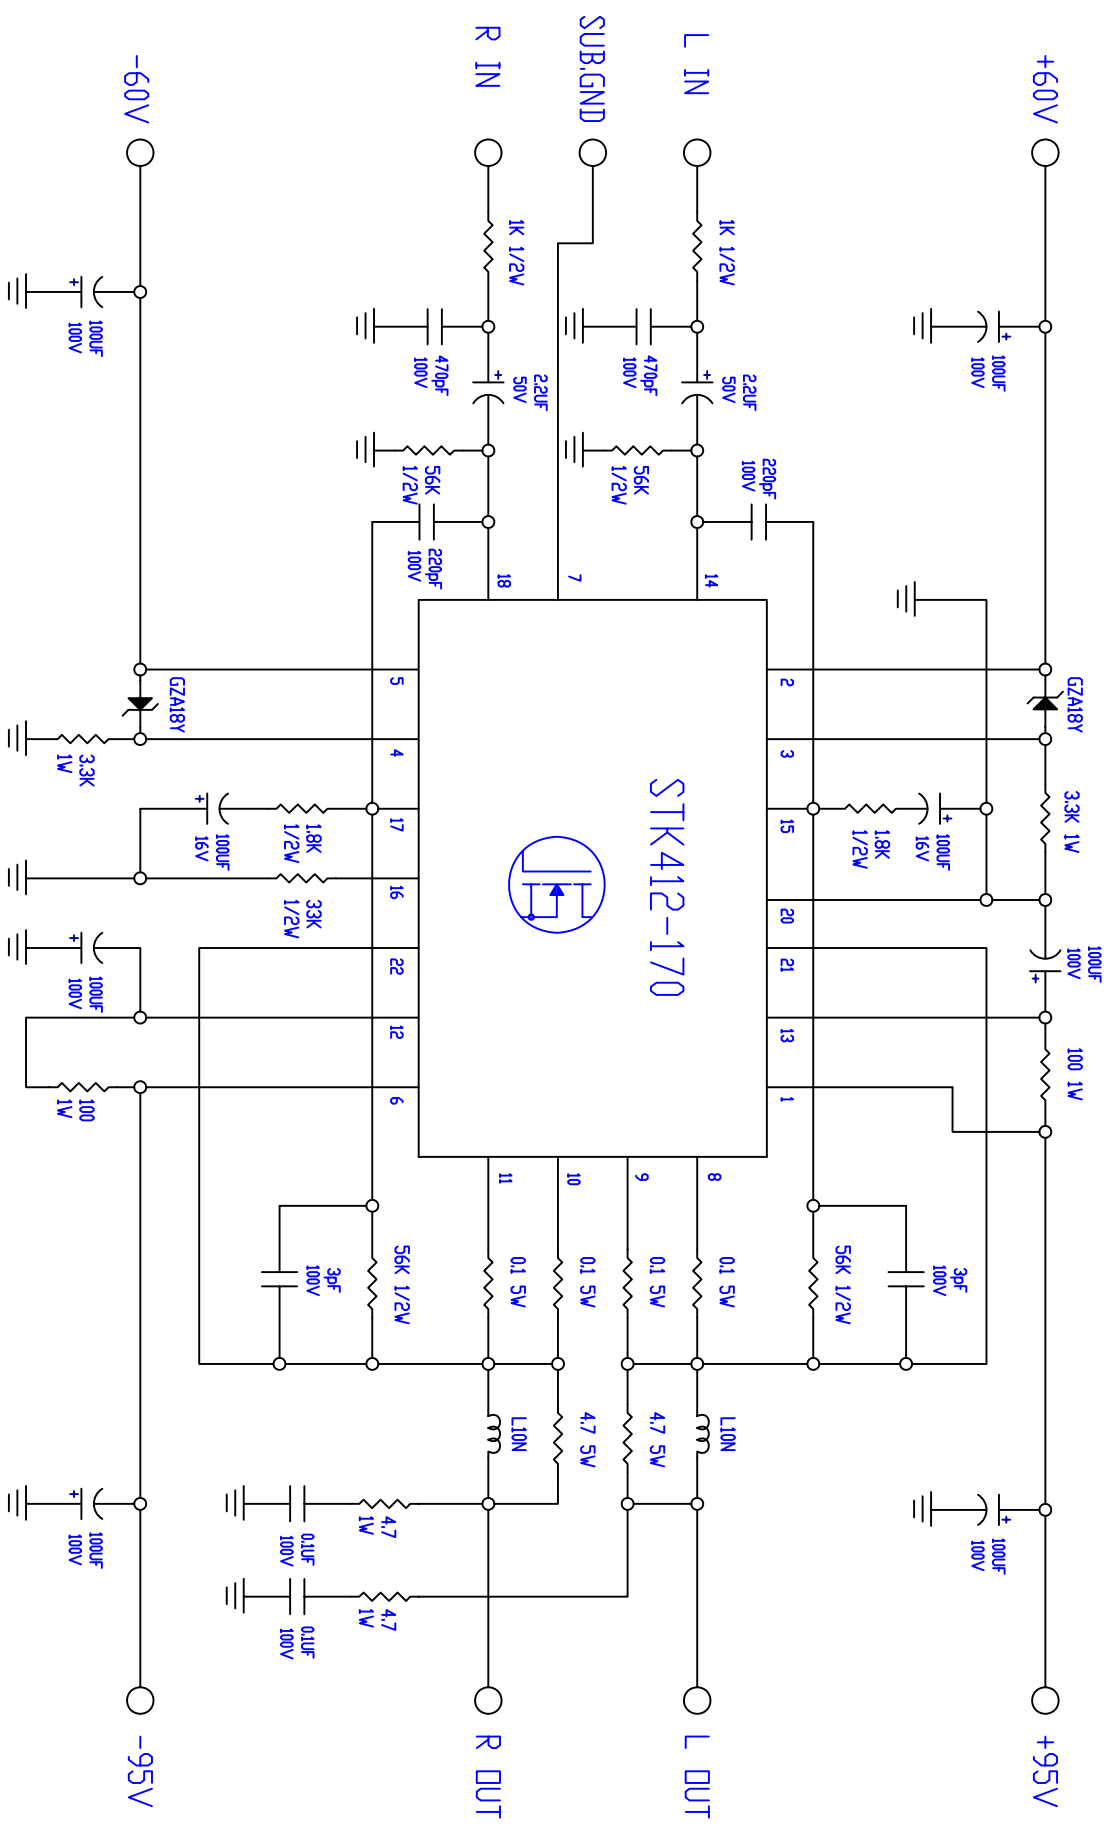 +60V
L IN
SUB.GND
R IN
-60V
1K 1/2W
1K 1/2W
100UF
100V
100UF
100V
470pF
100V
470pF
100V
2.2UF
50V
2.2UF
50V
56K
1/2W
56K
1/2W
220pF
100V
220pF
100V
14
7
18
GZA18Y
2
5
GZA18Y
3
4
3.3K 1W
3.3K
1W
STK412-170
15
1.8K
1/2W
100UF
16V
17
1.8K
1/2W
100UF
16V
16
33K
1/2W
20
21
22
100UF
100V
100UF
100V
13
12
100 1W
100
1W
1
6
8
9
10
11
0.1 5W
0.1 5W
0.1 5W
0.1 5W
56K 1/2W
3pF
100V
56K 1/2W
3pF
100V
L10N
4.7 5W
4.7 5W
L10N
100UF
100V
100UF
100V
4.7
1W
0.1UF
100V
4.7
1W
0.1UF
100V
+95V
L OUT
R OUT
-95V